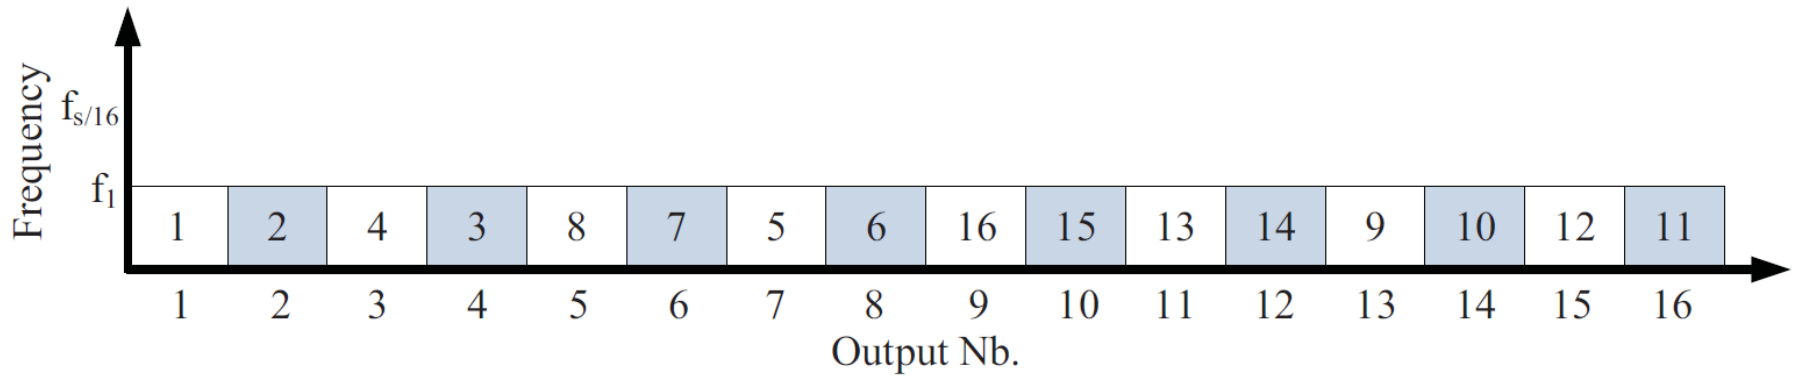 Frequency
fs/16
f1
1 2 4 3 8 7 5 6 16 15 13 14 9 10 12 11
1 2 3 4 5 6 7 8 9 10 11 12 13 14 15 16
Output Nb.